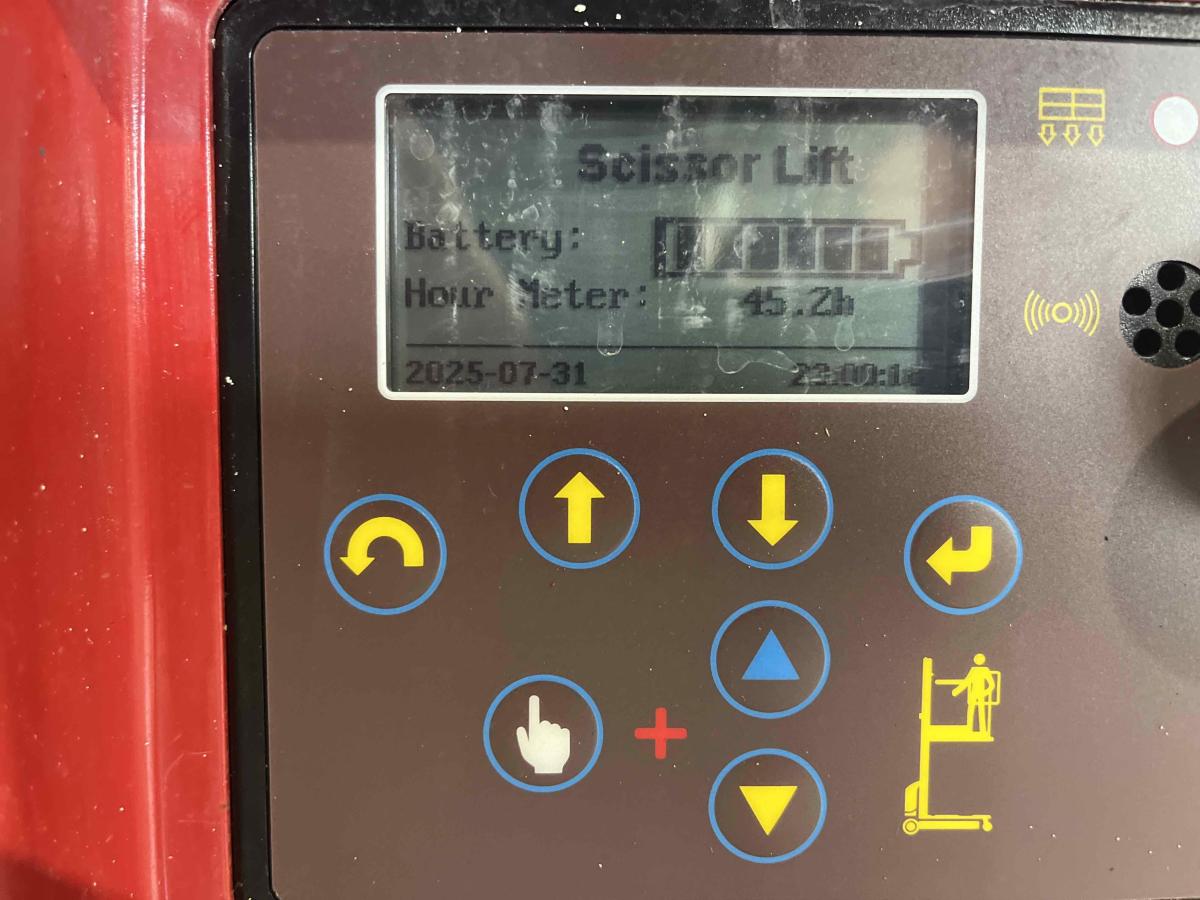 Scissor Lift
Battery:
Hour Meter: 45.2h
2025-07-31